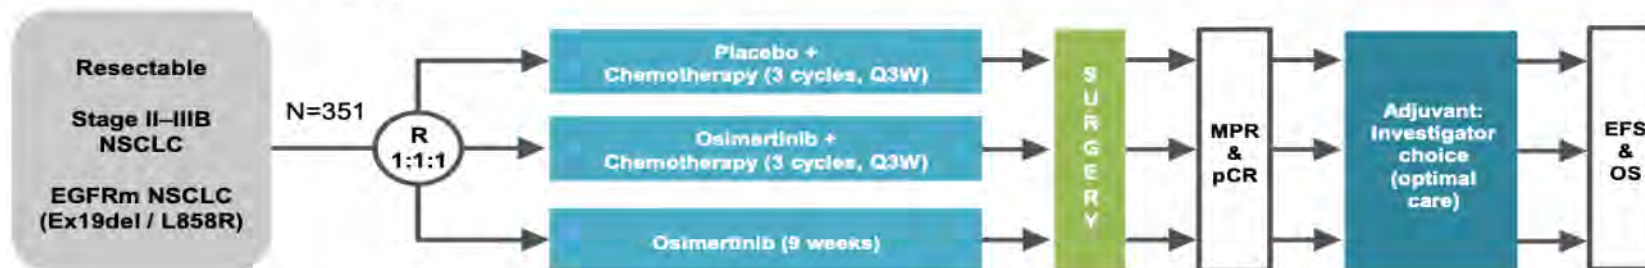 Resectable
Stage II–IIIB
NSCLC
EGFRm NSCLC
(Ex19del / L858R)
N=351
R
1:1:1
Placebo +
Chemotherapy (3 cycles, Q3W)
Osimertinib +
Chemotherapy (3 cycles, Q3W)
Osimertinib (9 weeks)
SURGERY
MPR
&
pCR
Adjuvant:
Investigator
choice
(optimal
care)
EFS
&
OS